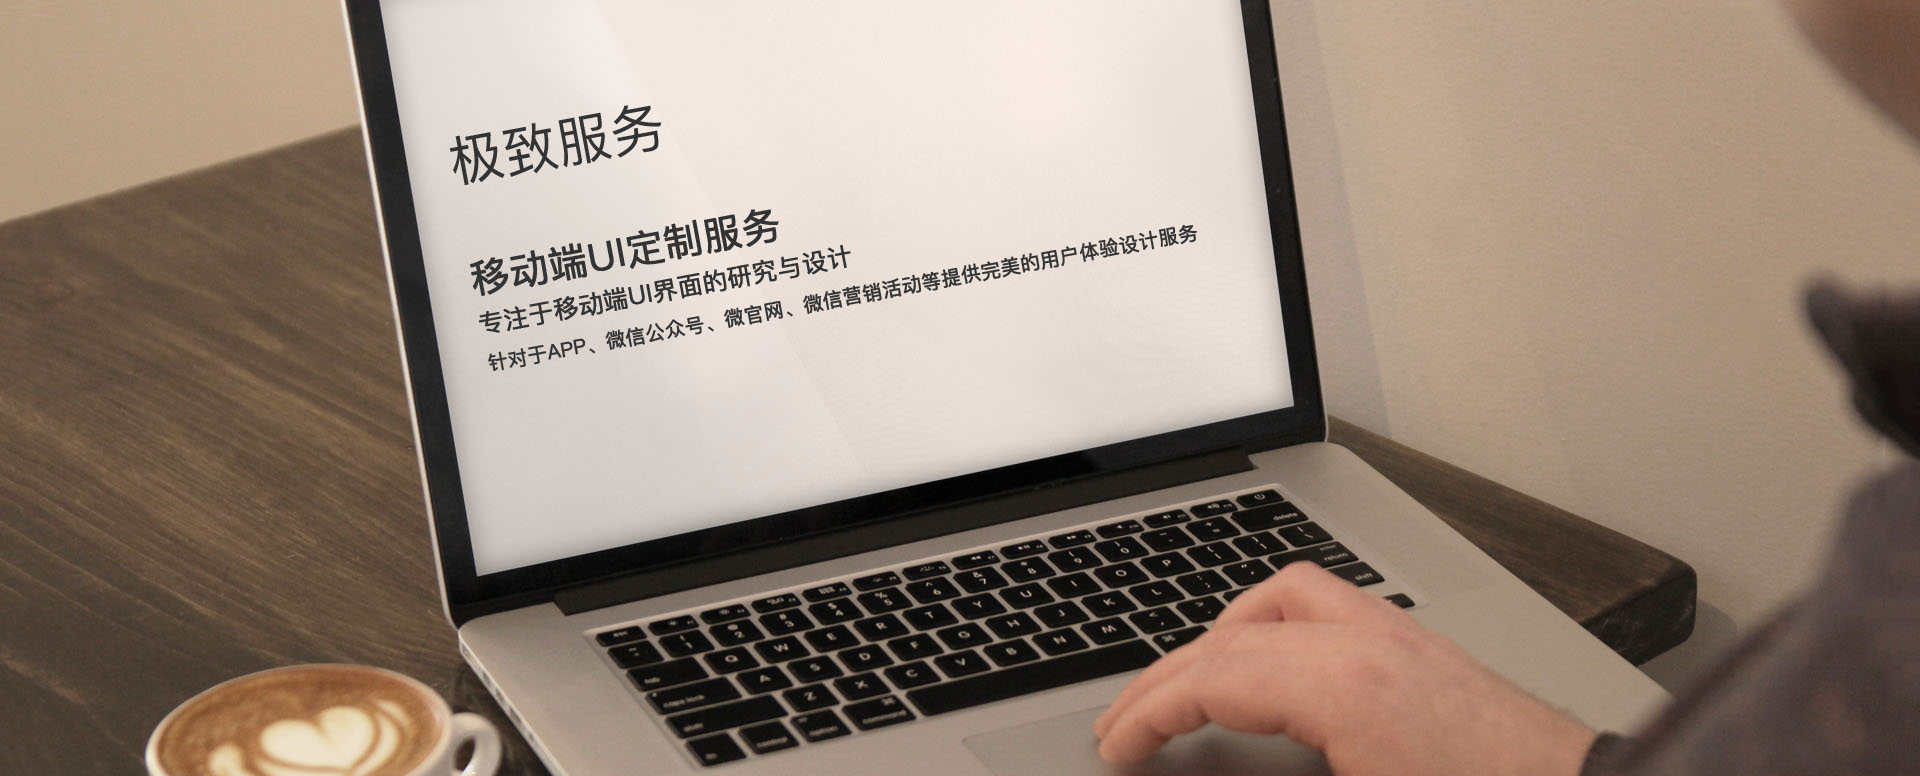 极致服务
移动端UI定制服务
专注于移动端UI界面的研究与设计
针对于APP、微信公众号、微官网、微信营销活动等提供完美的用户体验设计服务